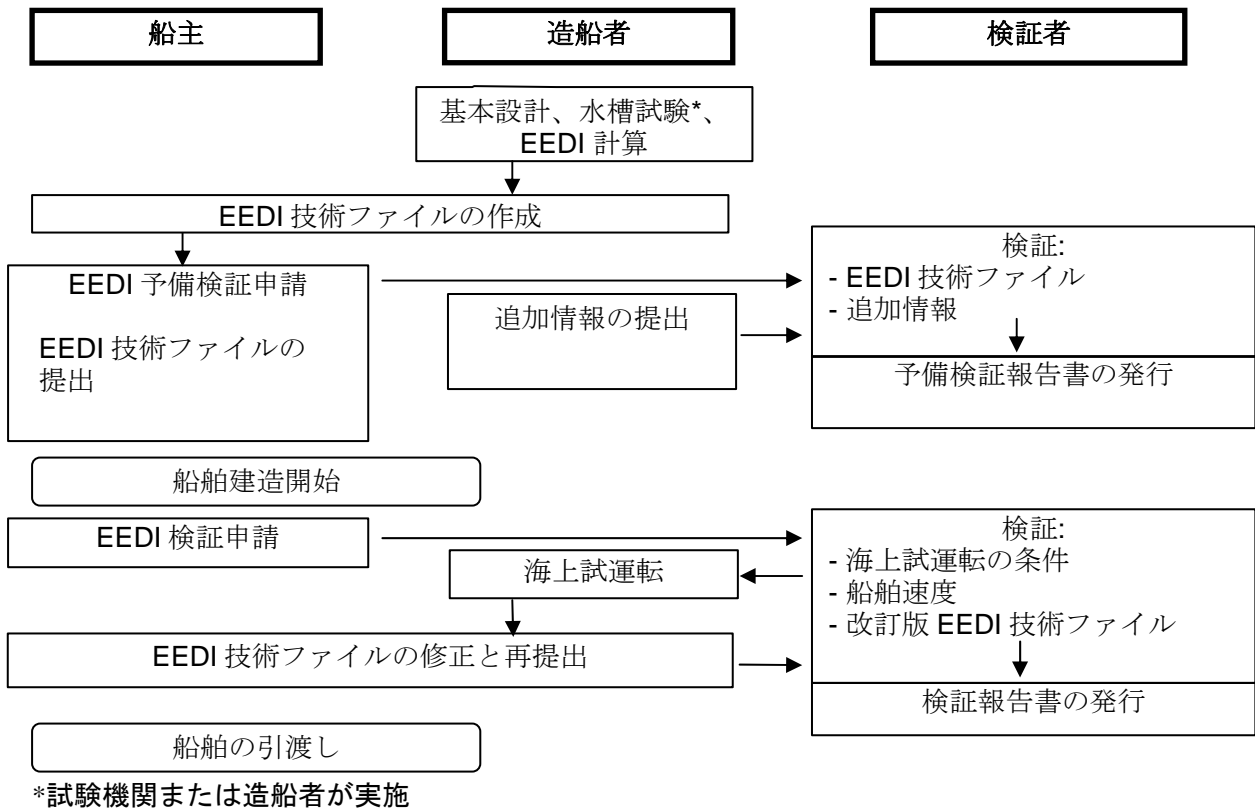 船主
造船者
検証者
基本設計、水槽試験*、
EEDI 計算
EEDI 技術ファイルの作成
EEDI 予備検証申請
EEDI 技術ファイルの
提出
追加情報の提出
検証:
- EEDI 技術ファイル
- 追加情報
予備検証報告書の発行
船舶建造開始
EEDI 検証申請
海上試運転
検証:
- 海上試運転の条件
- 船舶速度
- 改訂版 EEDI 技術ファイル
EEDI 技術ファイルの修正と再提出
検証報告書の発行
船舶の引渡し
*試験機関または造船者が実施